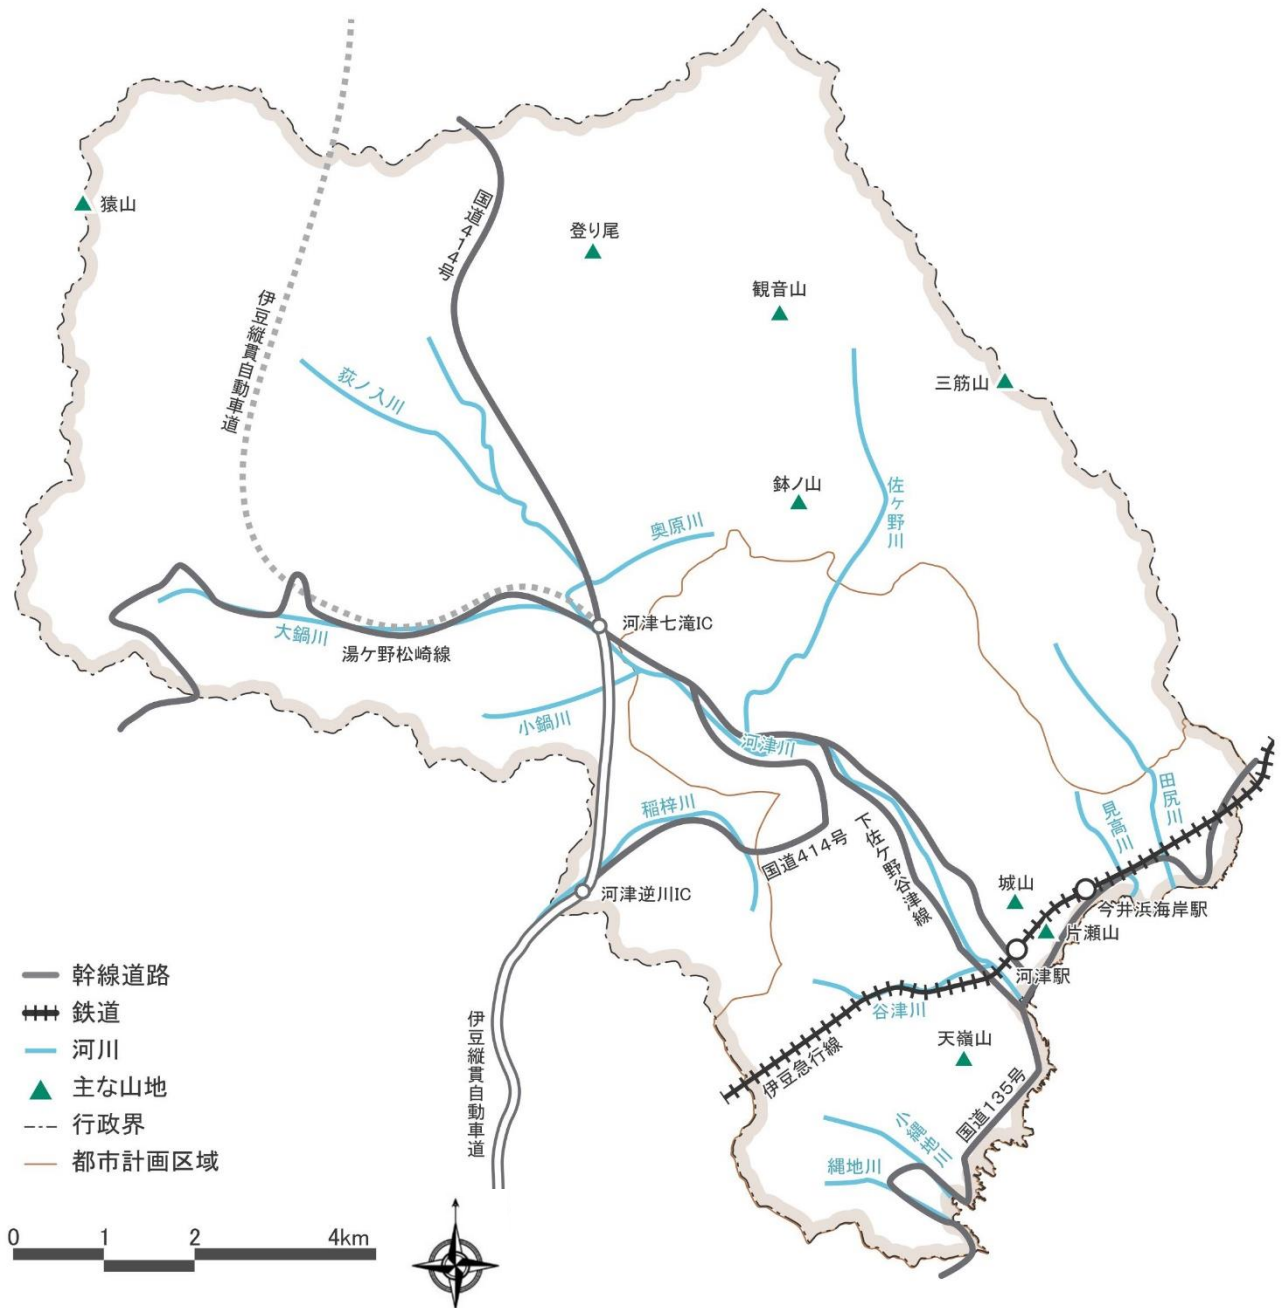 猿山
国道414号
登り尾
観音山
伊豆縦貫自動車道
三筋山
荻ノ入川
鉢ノ山
佐ヶ野川
奥原川
河津七滝IC
大鍋川
湯ケ野松崎線
小鍋川
河津川
稲梓川
国道414号
下佐ケ野谷津線
見高川
田尻川
河津逆川IC
城山
今井浜海岸駅
片瀬山
河津駅
谷津川
伊豆急行線
天嶺山
国道135号
伊豆縦貫自動車道
小縄地川
縄地川
幹線道路
鉄道
河川
主な山地
行政界
都市計画区域
0 1 2 4km